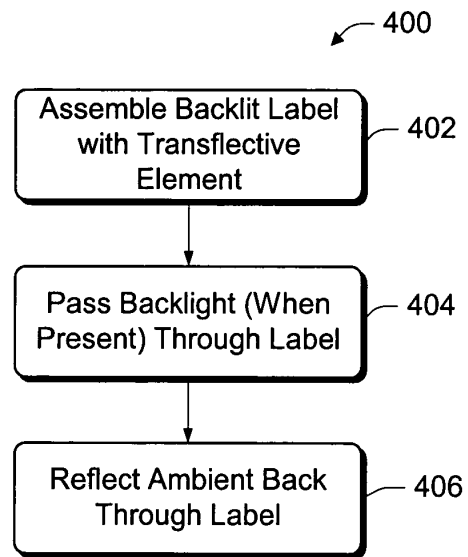 400
Assemble Backlit Label
with Transflective
Element
402
Pass Backlight (When
Present) Through Label
404
Reflect Ambient Back
Through Label
406